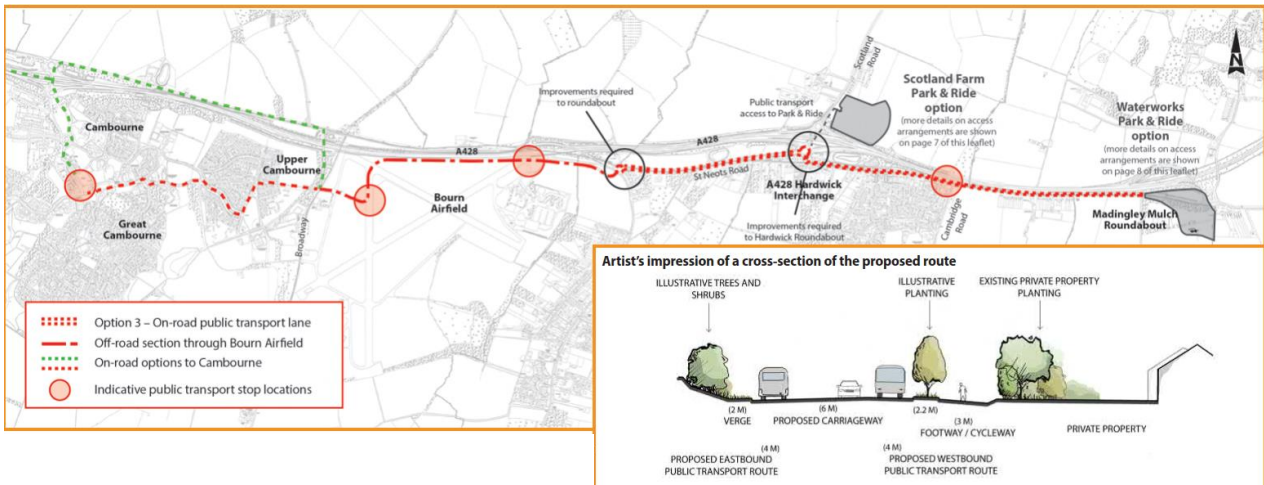 N
Scotland
Road
Scotland Farm
Park & Ride
option
(more details on access
arrangements are shown
on page 7 of this leaflet)
Waterworks
Park & Ride
option
(more details on access
arrangements are shown
on page 8 of this leaflet)
Improvements required
to roundabout
Public transport
access to Park & Ride
Cambourne
Upper
Cambourne
A428
A428
St Neots Road
A428 Hardwick
Interchange
Bourn
Airfield
Great
Cambourne
Broadway
Improvements required
to Hardwick Roundabout
Cambridge
Road
Madingley Mulch
Roundabout
Option 3 – On-road public transport lane
Off-road section through Bourn Airfield
On-road options to Cambourne
Indicative public transport stop locations
Artist's impression of a cross-section of the proposed route
ILLUSTRATIVE TREES AND
SHRUBS
ILLUSTRATIVE
PLANTING
EXISTING PRIVATE PROPERTY
PLANTING
(2 M)
VERGE
(6 M)
PROPOSED CARRIAGEWAY
(2.2 M)
(3 M)
FOOTWAY / CYCLEWAY
PRIVATE PROPERTY
(4 M)
PROPOSED EASTBOUND
PUBLIC TRANSPORT ROUTE
(4 M)
PROPOSED WESTBOUND
PUBLIC TRANSPORT ROUTE